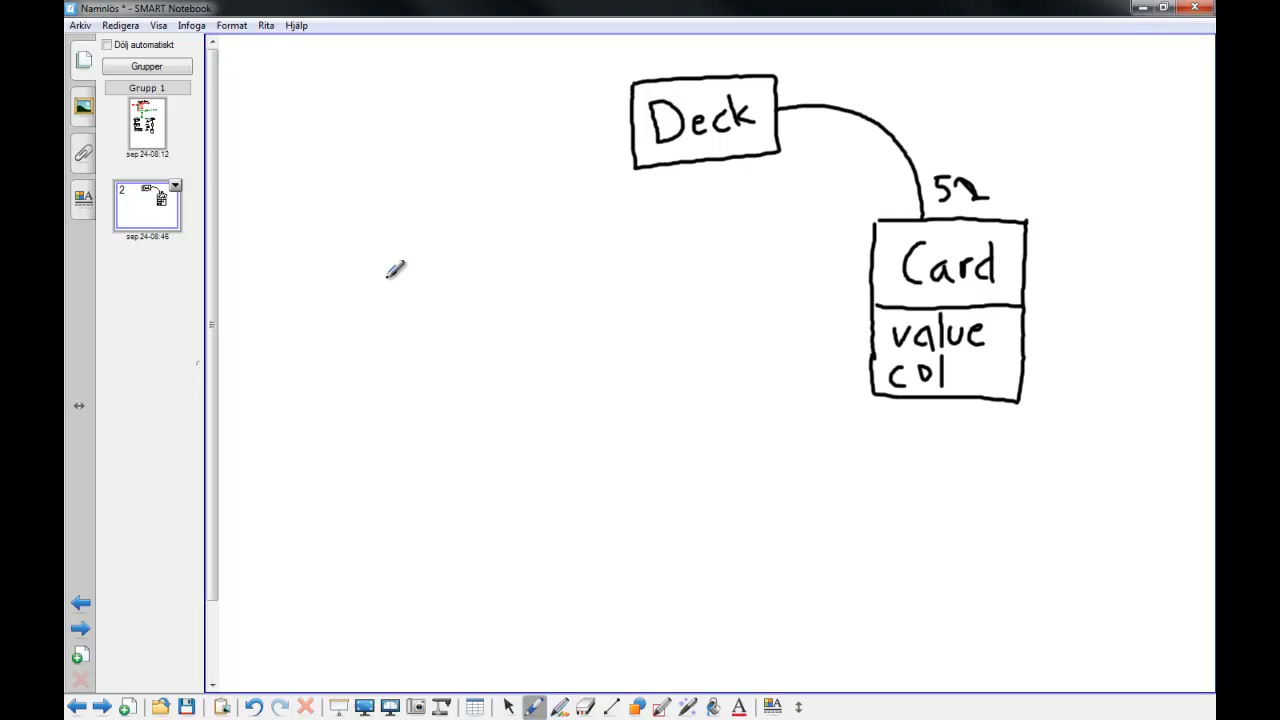 Namnlös * - SMART Notebook
Arkiv Redigera Visa Infoga Format Rita Hjälp
Dölj automatiskt
Grupper
Grupp 1
sep 24-08:12
2
sep 24-08:46
Deck
52
Card
value
col